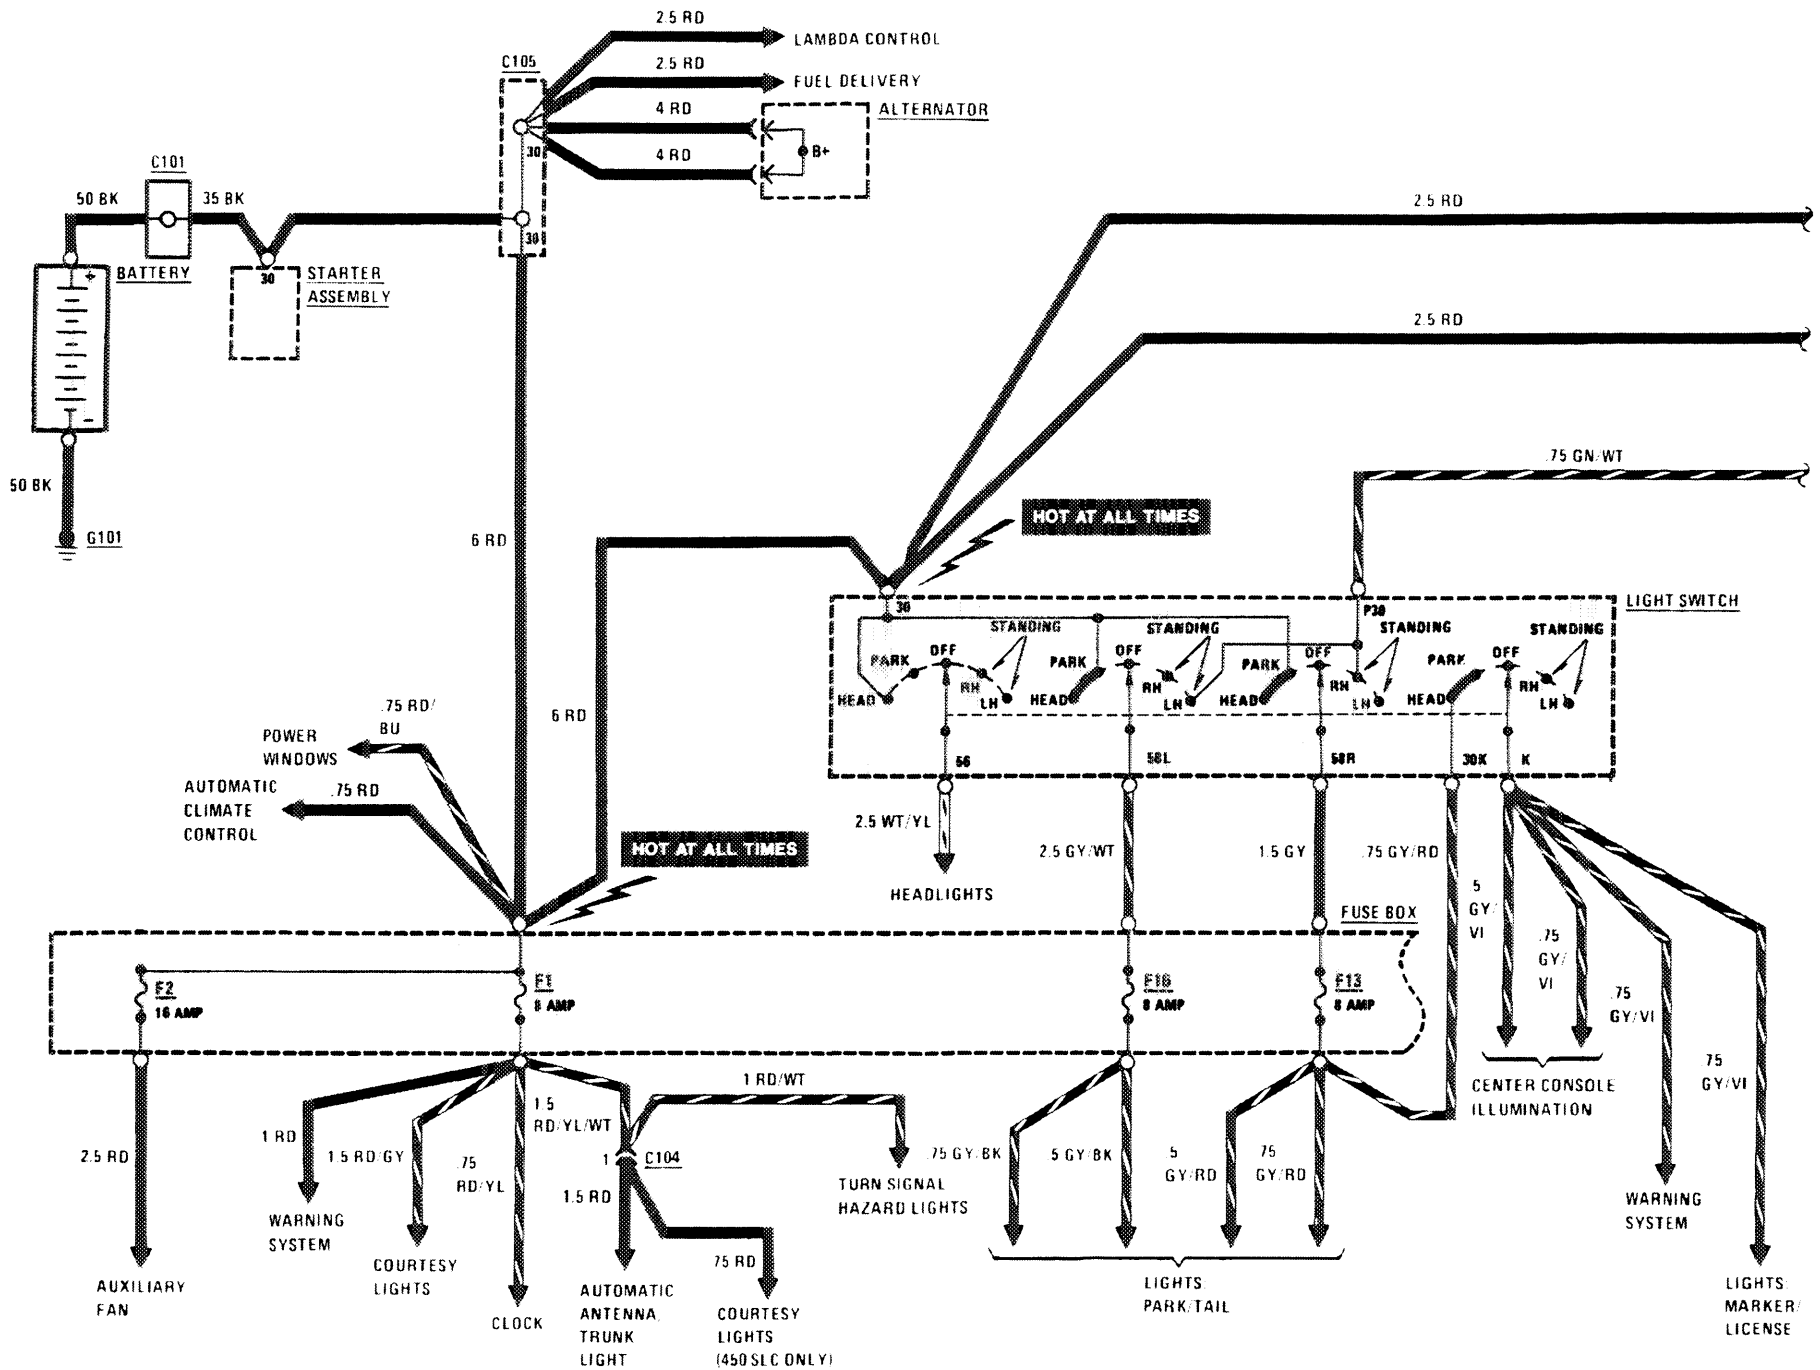 2.5 RD
LAMBDA CONTROL
C105
2.5 RD
FUEL DELIVERY
4 RD
ALTERNATOR
30
B+
4 RD
C101
50 BK
35 BK
30
2.5 RD
BATTERY
+
-
30
STARTER
ASSEMBLY
2.5 RD
50 BK
G101
6 RD
.75 GN/WT
HOT AT ALL TIMES
30
P30
LIGHT SWITCH
STANDING
STANDING
STANDING
STANDING
PARK
OFF
RH
HEAD
LH
PARK
OFF
RH
HEAD
LH
PARK
OFF
RH
HEAD
LH
PARK
OFF
RH
HEAD
LH
56
58L
58R
30K
K
6 RD
.75 RD/
BU
POWER
WINDOWS
.75 RD
AUTOMATIC
CLIMATE
CONTROL
HOT AT ALL TIMES
2.5 WT/YL
HEADLIGHTS
2.5 GY/WT
1.5 GY
.75 GY/RD
5
GY/
VI
.75
GY/
VI
.75
GY/VI
.75
GY/VI
FUSE BOX
F2
16 AMP
F1
8 AMP
F16
8 AMP
F13
8 AMP
CENTER CONSOLE
ILLUMINATION
2.5 RD
1 RD
1.5 RD/GY
.75
RD/YL
1.5
RD/YL/WT
1 RD/WT
1
C104
1.5 RD
75 RD
.75 GY/BK
.5 GY/BK
5
GY/RD
.75
GY/RD
AUXILIARY
FAN
WARNING
SYSTEM
COURTESY
LIGHTS
CLOCK
AUTOMATIC
ANTENNA,
TRUNK
LIGHT
COURTESY
LIGHTS
(450 SLC ONLY)
TURN SIGNAL
HAZARD LIGHTS
LIGHTS:
PARK/TAIL
WARNING
SYSTEM
LIGHTS:
MARKER/
LICENSE